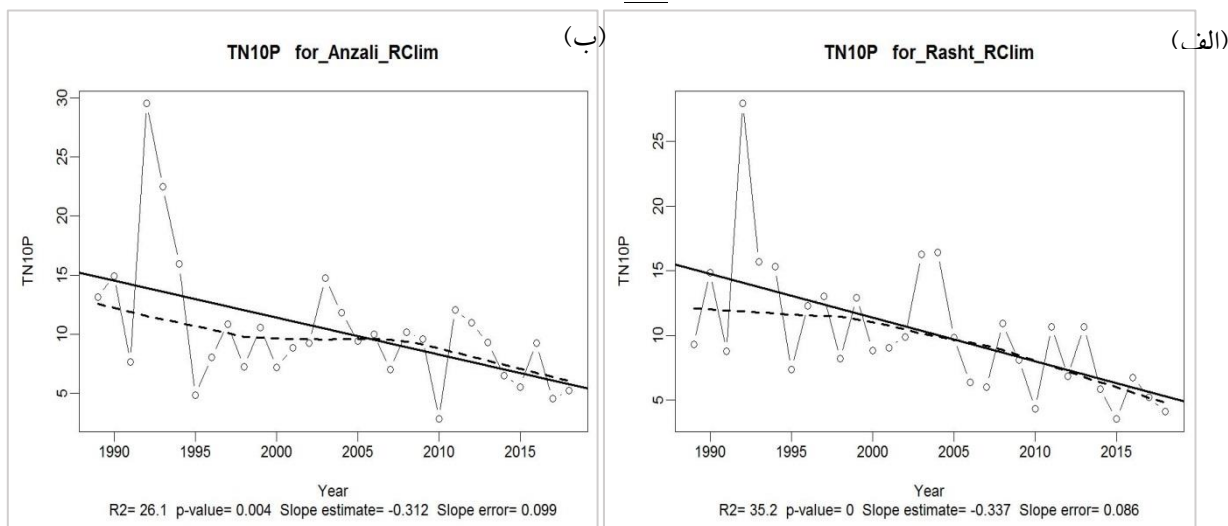 (ب)
TN10P for_Anzali_RClim
TN10P
30
25
20
15
10
5
1990 1995 2000 2005 2010 2015
Year
R2= 26.1 p-value= 0.004 Slope estimate= -0.312 Slope error= 0.099
(الف)
TN10P for_Rasht_RClim
TN10P
25
20
15
10
5
1990 1995 2000 2005 2010 2015
Year
R2= 35.2 p-value= 0 Slope estimate= -0.337 Slope error= 0.086